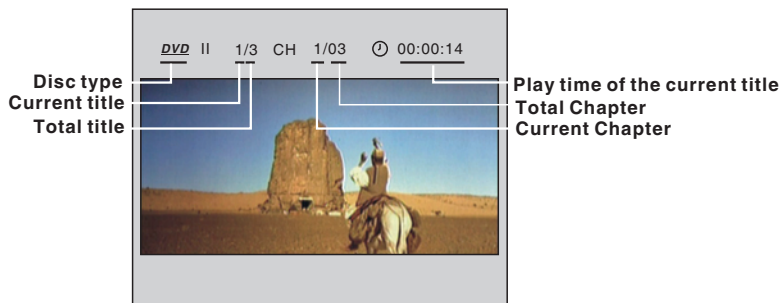 DVD II 1/3 CH 1/03 00:00:14
Disc type
Current title
Total title
Play time of the current title
Total Chapter
Current Chapter